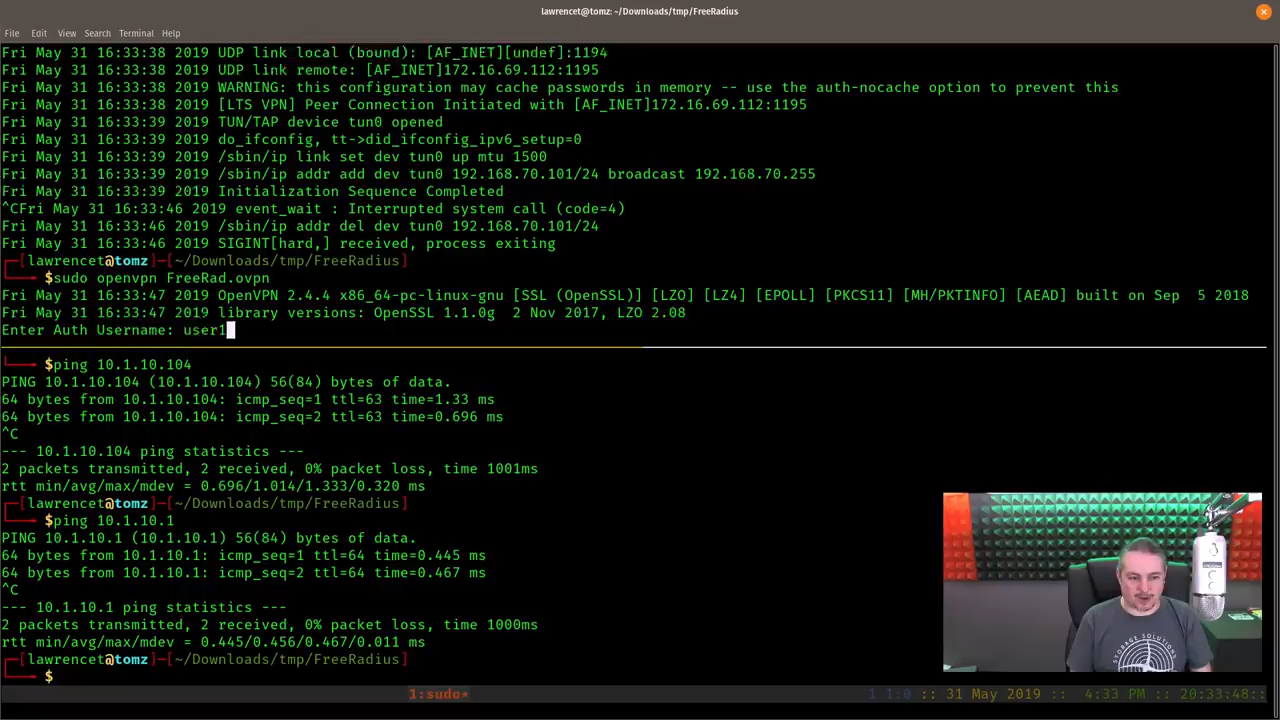 lawrencet@tomz: ~/Downloads/tmp/FreeRadius
File Edit View Search Terminal Help
Fri May 31 16:33:38 2019 UDP link local (bound): [AF_INET][undef]:1194
Fri May 31 16:33:38 2019 UDP link remote: [AF_INET]172.16.69.112:1195
Fri May 31 16:33:38 2019 WARNING: this configuration may cache passwords in memory -- use the auth-nocache option to prevent this
Fri May 31 16:33:38 2019 [LTS VPN] Peer Connection Initiated with [AF_INET]172.16.69.112:1195
Fri May 31 16:33:39 2019 TUN/TAP device tun0 opened
Fri May 31 16:33:39 2019 do_ifconfig, tt->did_ifconfig_ipv6_setup=0
Fri May 31 16:33:39 2019 /sbin/ip link set dev tun0 up mtu 1500
Fri May 31 16:33:39 2019 /sbin/ip addr add dev tun0 192.168.70.101/24 broadcast 192.168.70.255
Fri May 31 16:33:39 2019 Initialization Sequence Completed
^CFri May 31 16:33:46 2019 event_wait : Interrupted system call (code=4)
Fri May 31 16:33:46 2019 /sbin/ip addr del dev tun0 192.168.70.101/24
Fri May 31 16:33:46 2019 SIGINT[hard,] received, process exiting
┌─[lawrencet@tomz]─[~/Downloads/tmp/FreeRadius]
└──╼ $sudo openvpn FreeRad.ovpn
Fri May 31 16:33:47 2019 OpenVPN 2.4.4 x86_64-pc-linux-gnu [SSL (OpenSSL)] [LZO] [LZ4] [EPOLL] [PKCS11] [MH/PKTINFO] [AEAD] built on Sep  5 2018
Fri May 31 16:33:47 2019 library versions: OpenSSL 1.1.0g  2 Nov 2017, LZO 2.08
Enter Auth Username: user1
└──╼ $ping 10.1.10.104
PING 10.1.10.104 (10.1.10.104) 56(84) bytes of data.
64 bytes from 10.1.10.104: icmp_seq=1 ttl=63 time=1.33 ms
64 bytes from 10.1.10.104: icmp_seq=2 ttl=63 time=0.696 ms
^C
--- 10.1.10.104 ping statistics ---
2 packets transmitted, 2 received, 0% packet loss, time 1001ms
rtt min/avg/max/mdev = 0.696/1.014/1.333/0.320 ms
┌─[lawrencet@tomz]─[~/Downloads/tmp/FreeRadius]
└──╼ $ping 10.1.10.1
PING 10.1.10.1 (10.1.10.1) 56(84) bytes of data.
64 bytes from 10.1.10.1: icmp_seq=1 ttl=64 time=0.445 ms
64 bytes from 10.1.10.1: icmp_seq=2 ttl=64 time=0.467 ms
^C
--- 10.1.10.1 ping statistics ---
2 packets transmitted, 2 received, 0% packet loss, time 1000ms
rtt min/avg/max/mdev = 0.445/0.456/0.467/0.011 ms
┌─[lawrencet@tomz]─[~/Downloads/tmp/FreeRadius]
└──╼ $
STORAGE SOLUTIONS
1:sudo* 1 1:0 :: 31 May 2019 :: 4:33 PM :: 20:33:48::